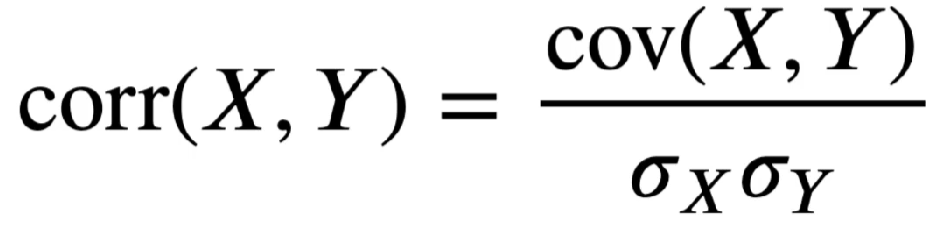 corr(X, Y) = cov(X, Y) / σ_X σ_Y